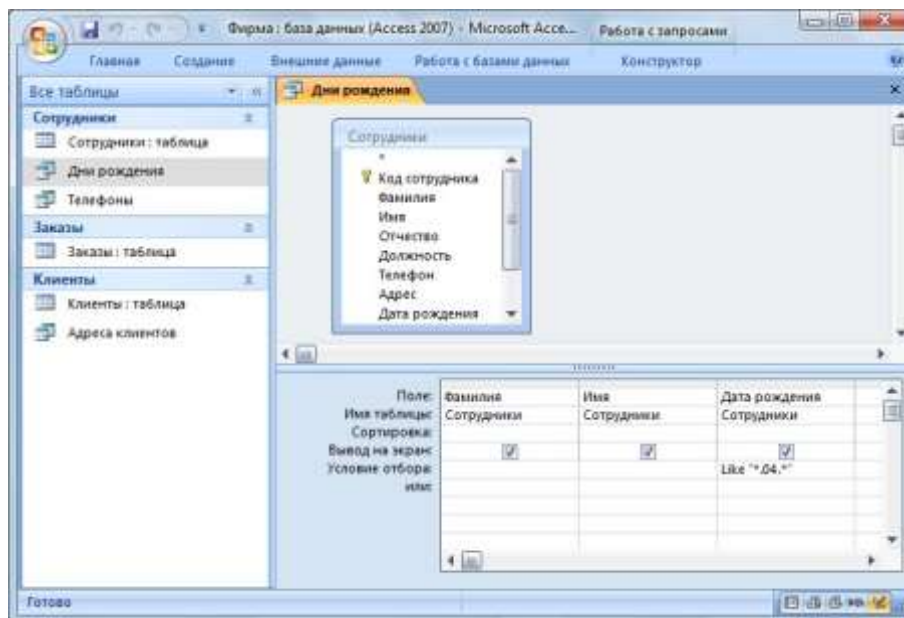 Фирма : база данных (Access 2007) - Microsoft Acce...
Работа с запросами
Главная Создание Внешние данные Работа с базами данных Конструктор
Все таблицы
Дни рождения
Сотрудники
Сотрудники : таблица
Дни рождения
Телефоны
Заказы
Заказы : таблица
Клиенты
Клиенты : таблица
Адреса клиентов
Сотрудники
*
Код сотрудника
Фамилия
Имя
Отчество
Должность
Телефон
Адрес
Дата рождения
Поле: Фамилия Имя Дата рождения
Имя таблицы: Сотрудники Сотрудники Сотрудники
Сортировка:
Вывод на экран:
Условие отбора: Like "*.04.*"
или:
Готово